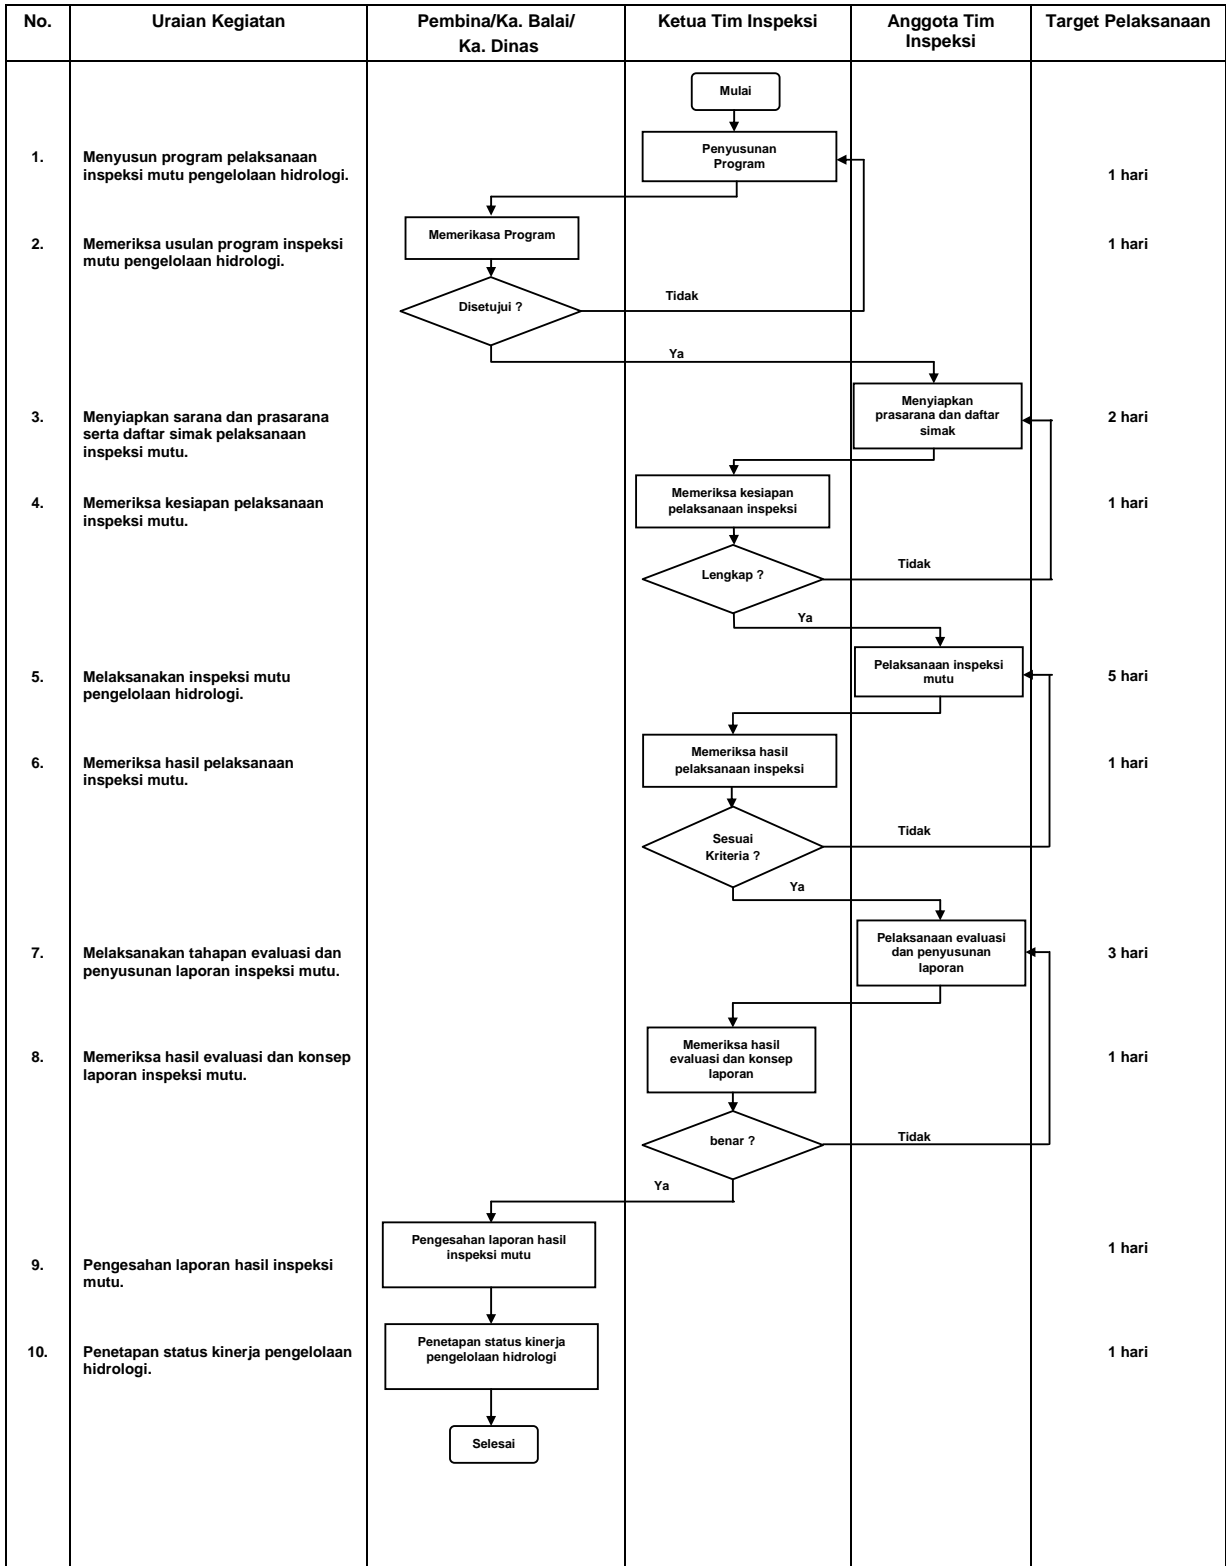 No.
Uraian Kegiatan
Pembina/Ka. Balai/
Ka. Dinas
Ketua Tim Inspeksi
Anggota Tim
Inspeksi
Target Pelaksanaan
Mulai
1.
Menyusun program pelaksanaan
inspeksi mutu pengelolaan hidrologi.
Penyusunan
Program
1 hari
2.
Memeriksa usulan program inspeksi
mutu pengelolaan hidrologi.
Memerikasa Program
1 hari
Disetujui ?
Tidak
Ya
3.
Menyiapkan sarana dan prasarana
serta daftar simak pelaksanaan
inspeksi mutu.
Menyiapkan
prasarana dan daftar
simak
2 hari
4.
Memeriksa kesiapan pelaksanaan
inspeksi mutu.
Memeriksa kesiapan
pelaksanaan inspeksi
1 hari
Lengkap ?
Tidak
Ya
5.
Melaksanakan inspeksi mutu
pengelolaan hidrologi.
Pelaksanaan inspeksi
mutu
5 hari
6.
Memeriksa hasil pelaksanaan
inspeksi mutu.
Memeriksa hasil
pelaksanaan inspeksi
1 hari
Sesuai
Kriteria ?
Tidak
Ya
7.
Melaksanakan tahapan evaluasi dan
penyusunan laporan inspeksi mutu.
Pelaksanaan evaluasi
dan penyusunan
laporan
3 hari
8.
Memeriksa hasil evaluasi dan konsep
laporan inspeksi mutu.
Memeriksa hasil
evaluasi dan konsep
laporan
1 hari
benar ?
Tidak
Ya
9.
Pengesahan laporan hasil inspeksi
mutu.
Pengesahan laporan hasil
inspeksi mutu
1 hari
10.
Penetapan status kinerja pengelolaan
hidrologi.
Penetapan status kinerja
pengelolaan hidrologi
1 hari
Selesai